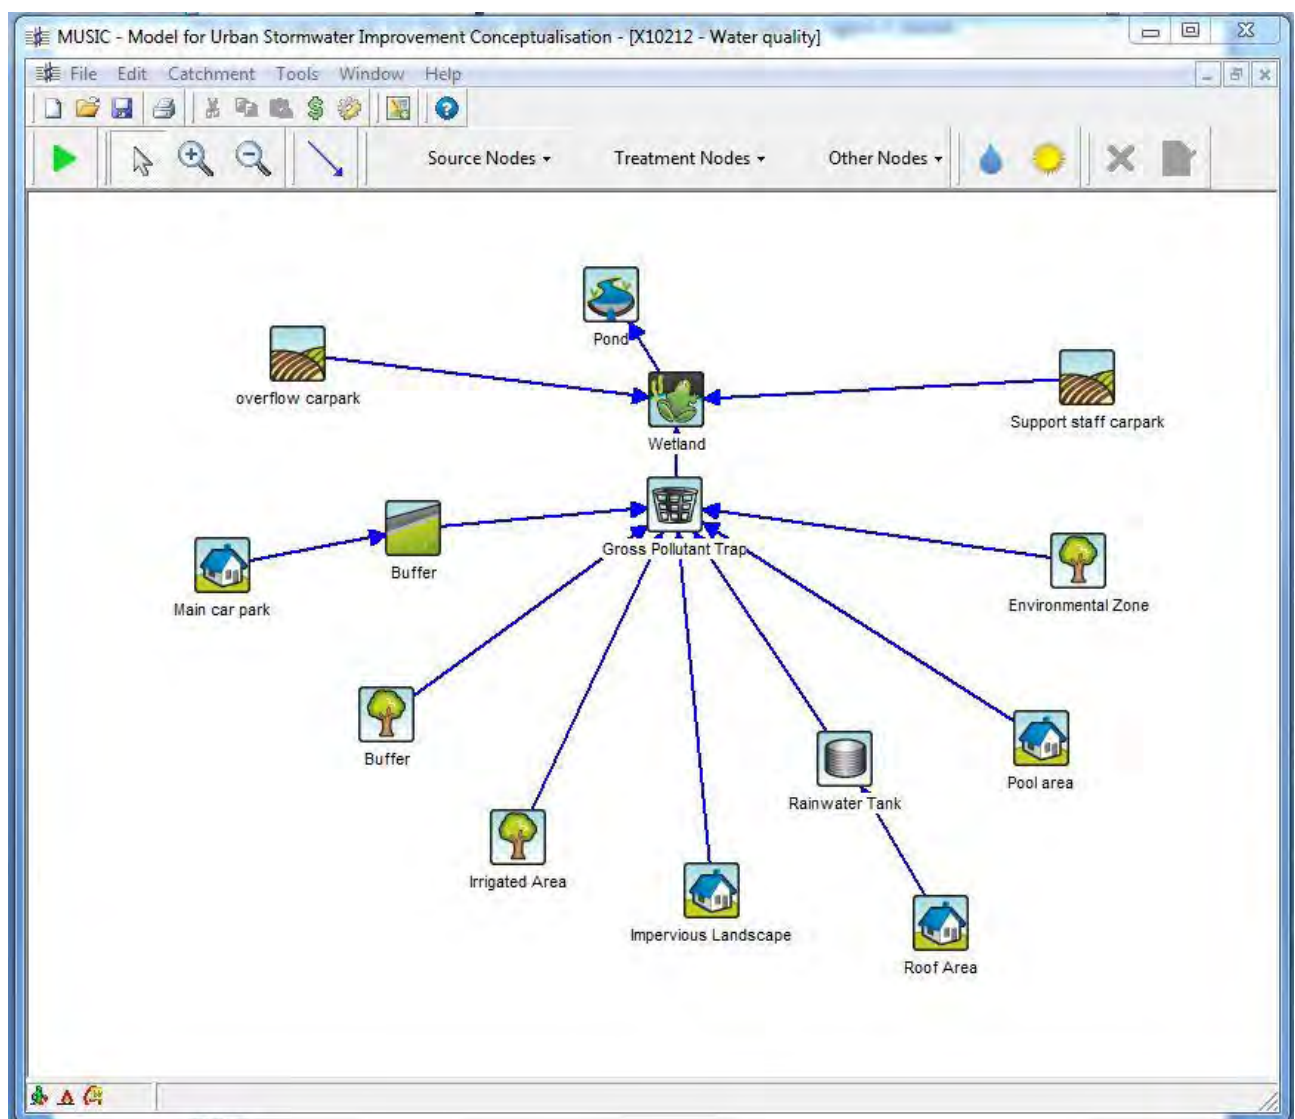 MUSIC - Model for Urban Stormwater Improvement Conceptualisation - [X10212 - Water quality]
File Edit Catchment Tools Window Help
Source Nodes Treatment Nodes Other Nodes
Pond
overflow carpark
Support staff carpark
Wetland
Gross Pollutant Trap
Buffer
Main car park
Environmental Zone
Buffer
Pool area
Rainwater Tank
Irrigated Area
Impervious Landscape
Roof Area